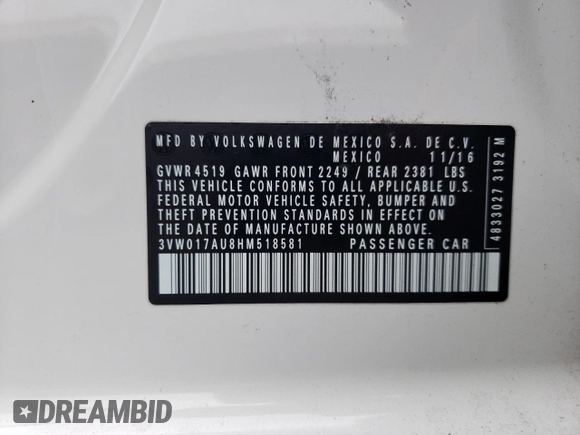 MFD BY VOLKSWAGEN DE MEXICO S.A. DE C.V.
MEXICO 11/16
GVWR 4519 GAWR FRONT 2249 / REAR 2381 LBS
THIS VEHICLE CONFORMS TO ALL APPLICABLE U.S.
FEDERAL MOTOR VEHICLE SAFETY, BUMPER AND
THEFT PREVENTION STANDARDS IN EFFECT ON
THE DATE OF MANUFACTURE SHOWN ABOVE
3VW017AU8HM518581 PASSENGER CAR
4833027 3192 M
DREAMBID